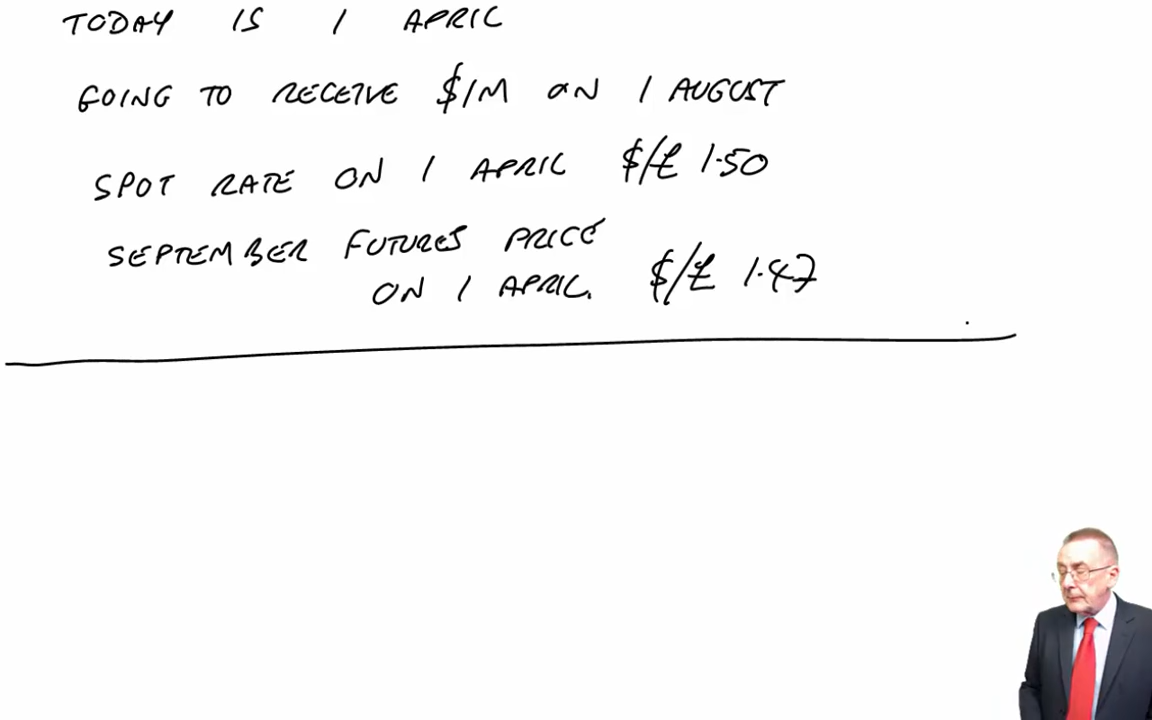 TODAY IS 1 APRIL
GOING TO RECEIVE $1M ON 1 AUGUST
SPOT RATE ON 1 APRIL $/£ 1.50
SEPTEMBER FUTURES PRICE
ON 1 APRIL. $/£ 1.47